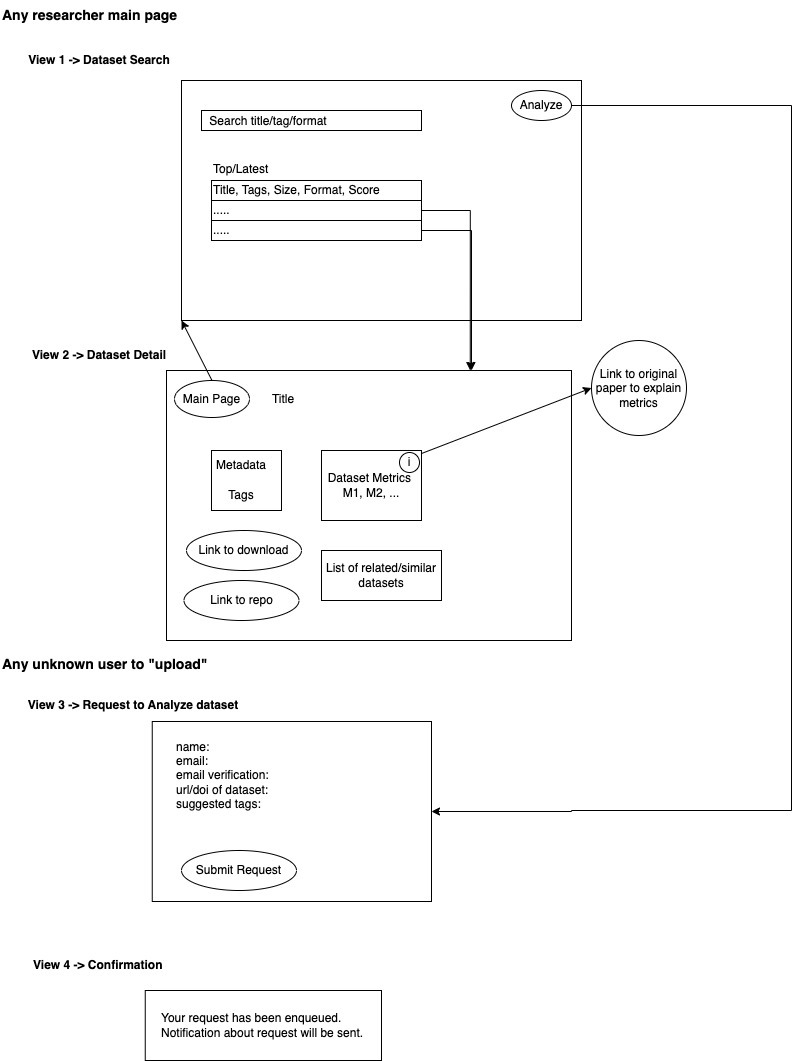 Any researcher main page
View 1 -> Dataset Search
Analyze
Search title/tag/format
Top/Latest
Title, Tags, Size, Format, Score
.....
.....
View 2 -> Dataset Detail
Main Page
Title
Link to original
paper to explain
metrics
Metadata
Tags
i
Dataset Metrics
M1, M2, ...
Link to download
List of related/similar
datasets
Link to repo
Any unknown user to "upload"
View 3 -> Request to Analyze dataset
name:
email:
email verification:
url/doi of dataset:
suggested tags:
Submit Request
View 4 -> Confirmation
Your request has been enqueued.
Notification about request will be sent.